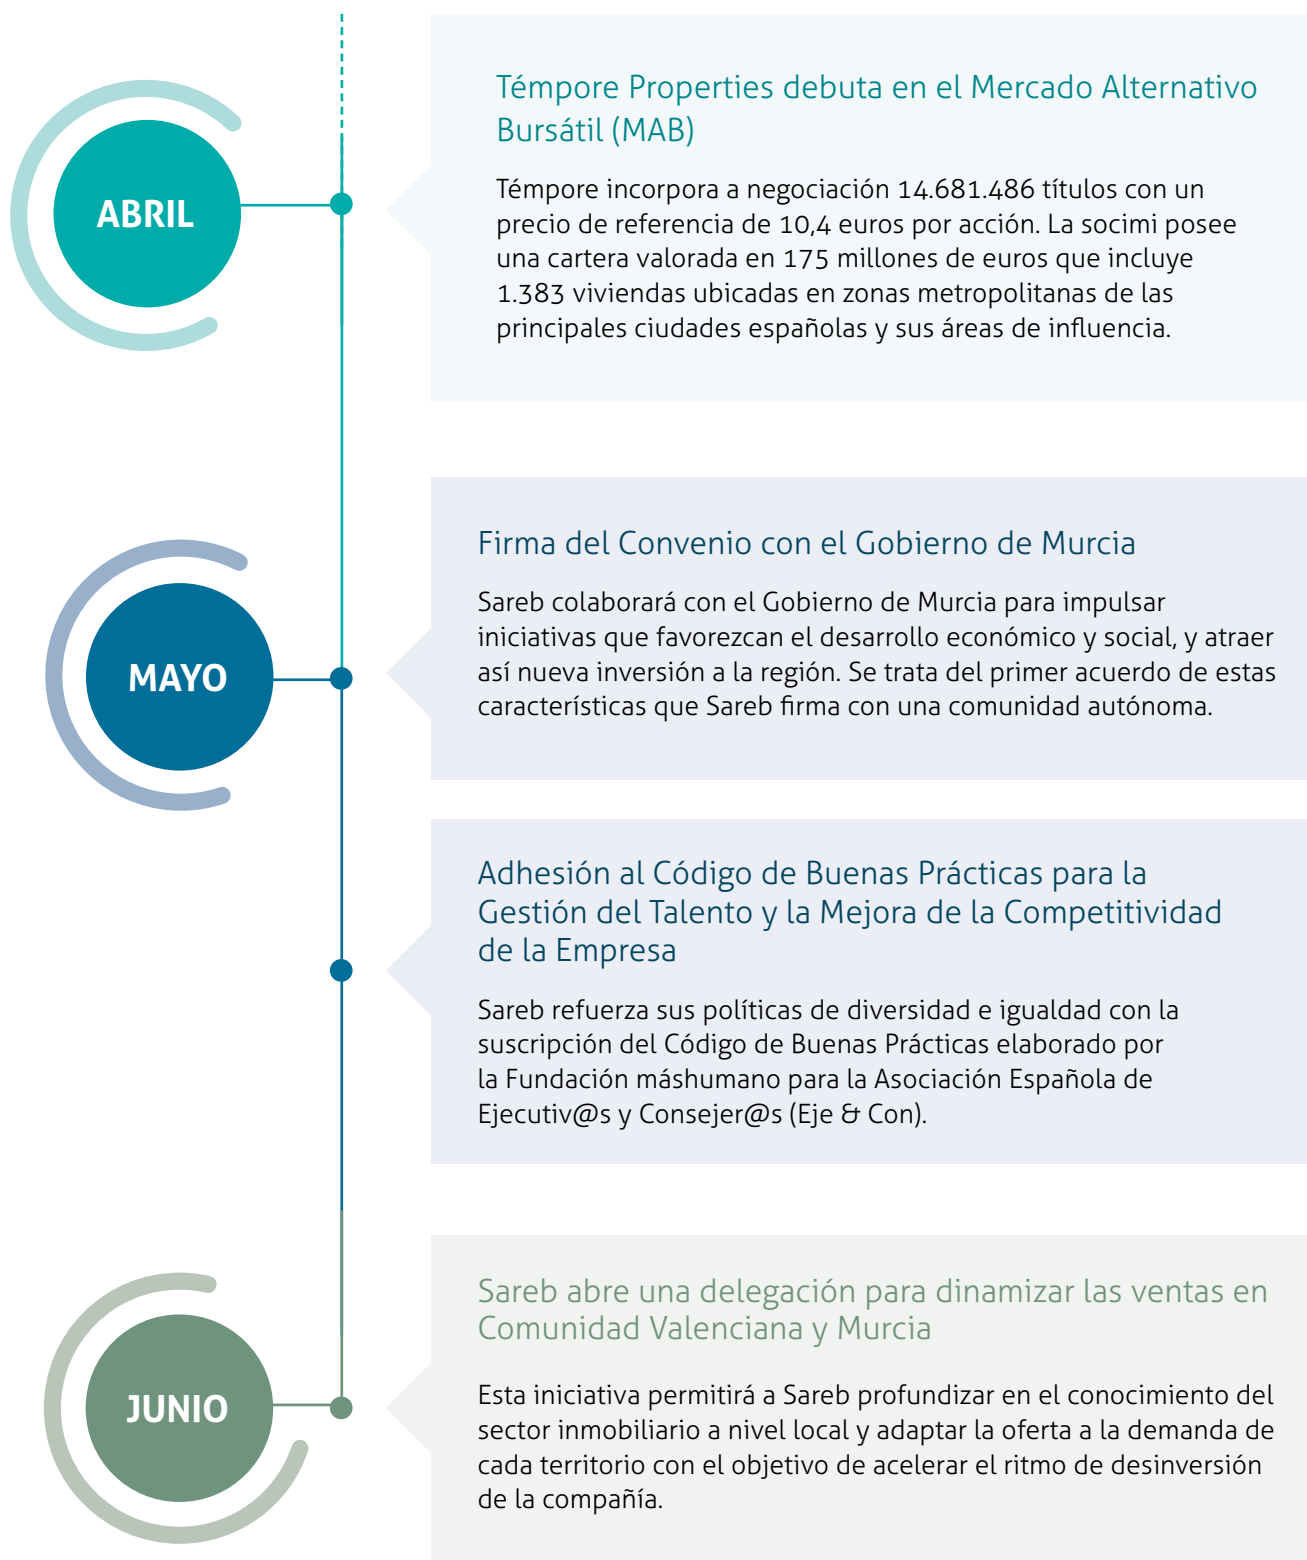 ABRIL
Témpore Properties debuta en el Mercado Alternativo
Bursátil (MAB)
Témpore incorpora a negociación 14.681.486 títulos con un
precio de referencia de 10,4 euros por acción. La socimi posee
una cartera valorada en 175 millones de euros que incluye
1.383 viviendas ubicadas en zonas metropolitanas de las
principales ciudades españolas y sus áreas de influencia.
MAYO
Firma del Convenio con el Gobierno de Murcia
Sareb colaborará con el Gobierno de Murcia para impulsar
iniciativas que favorezcan el desarrollo económico y social, y atraer
así nueva inversión a la región. Se trata del primer acuerdo de estas
características que Sareb firma con una comunidad autónoma.
Adhesión al Código de Buenas Prácticas para la
Gestión del Talento y la Mejora de la Competitividad
de la Empresa
Sareb refuerza sus políticas de diversidad e igualdad con la
suscripción del Código de Buenas Prácticas elaborado por
la Fundación máshumano para la Asociación Española de
Ejecutiv@s y Consejer@s (Eje & Con).
JUNIO
Sareb abre una delegación para dinamizar las ventas en
Comunidad Valenciana y Murcia
Esta iniciativa permitirá a Sareb profundizar en el conocimiento del
sector inmobiliario a nivel local y adaptar la oferta a la demanda de
cada territorio con el objetivo de acelerar el ritmo de desinversión
de la compañía.